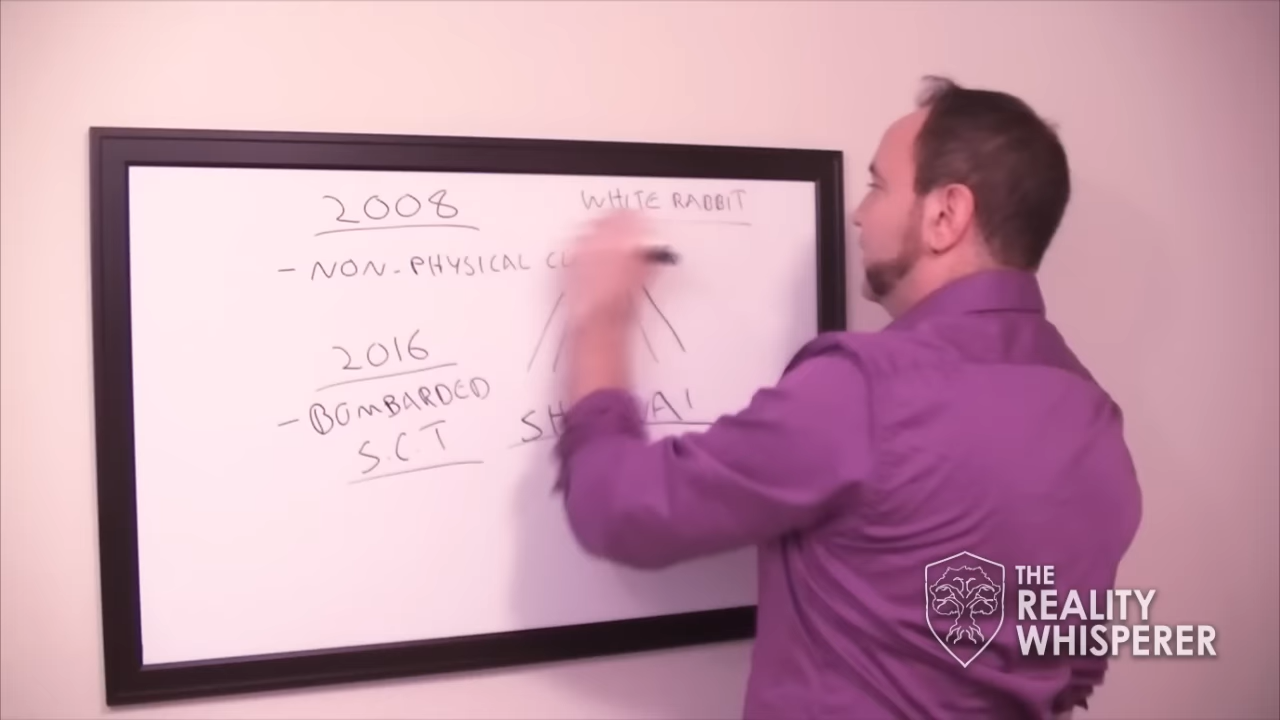 2008
WHITE RABBIT
- NON-PHYSICAL
2016
- BOMBARDED
S.C.T
THE
REALITY
WHISPERER